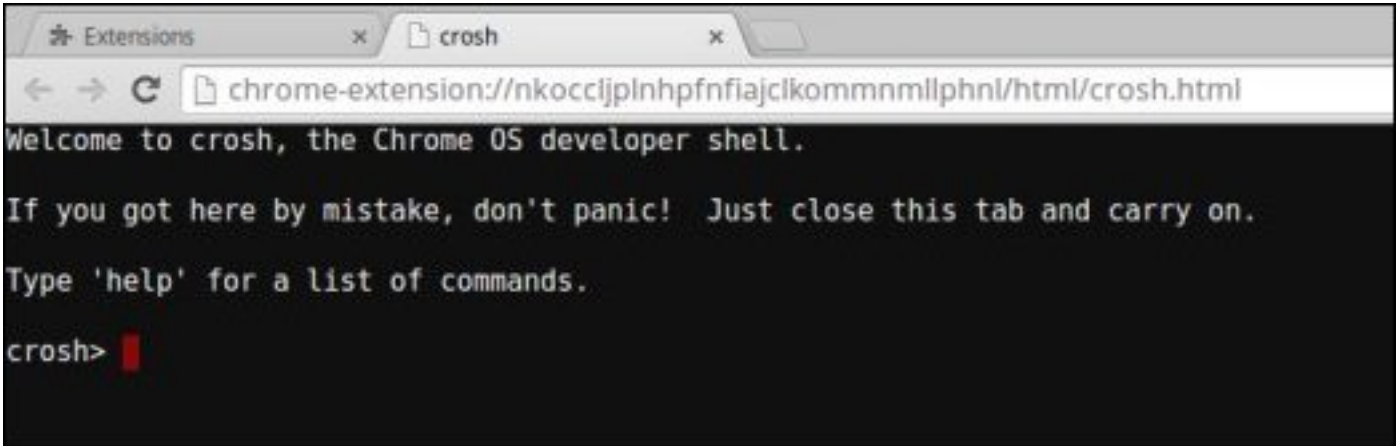 Extensions
crosh
chrome-extension://nkoccljplnhpfnfiajclkommnmllphnl/html/crosh.html
Welcome to crosh, the Chrome OS developer shell.
If you got here by mistake, don't panic!  Just close this tab and carry on.
Type 'help' for a list of commands.
crosh>